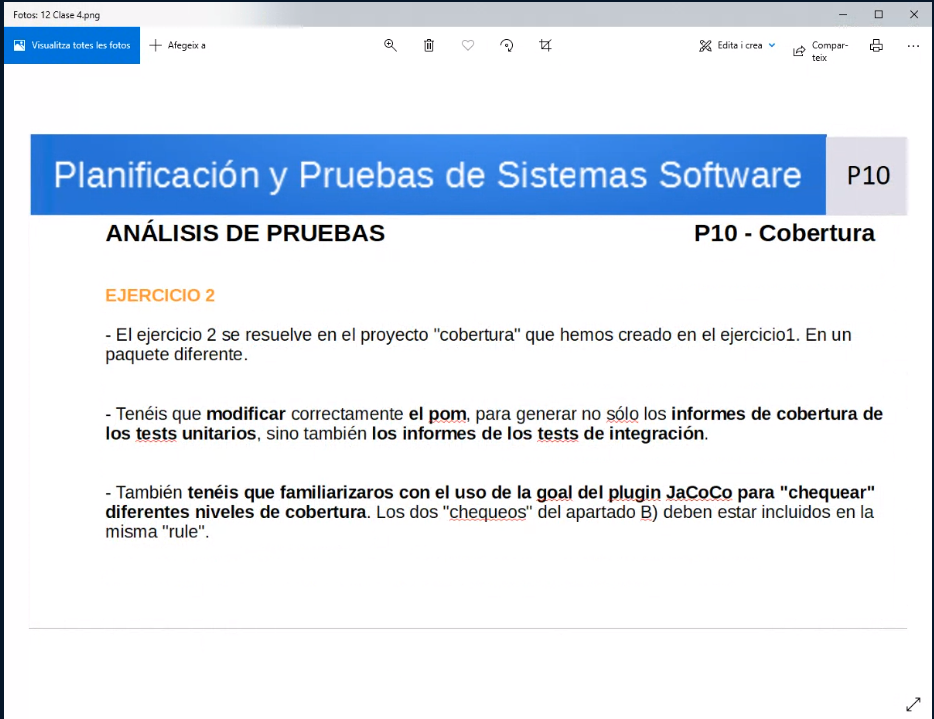 Fotos: 12 Clase 4.png
Visualitza totes les fotos
Afegeix a
Edita i crea
Compar-
teix
Planificación y Pruebas de Sistemas Software
P10
ANÁLISIS DE PRUEBAS
P10 - Cobertura
EJERCICIO 2
- El ejercicio 2 se resuelve en el proyecto "cobertura" que hemos creado en el ejercicio1. En un
paquete diferente.
- Tenéis que modificar correctamente el pom, para generar no sólo los informes de cobertura de
los tests unitarios, sino también los informes de los tests de integración.
- También tenéis que familiarizaros con el uso de la goal del plugin JaCoCo para "chequear"
diferentes niveles de cobertura. Los dos "chequeos" del apartado B) deben estar incluidos en la
misma "rule".